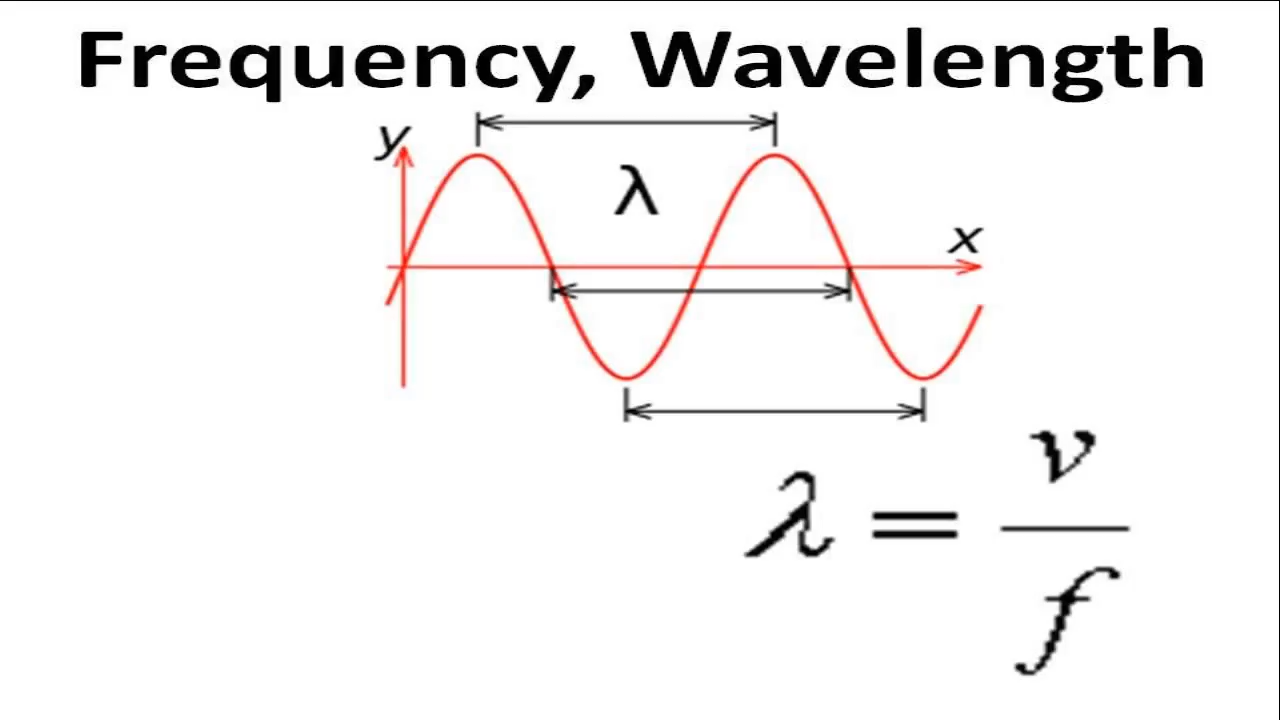 Frequency, Wavelength
y
λ
x
λ = v
f